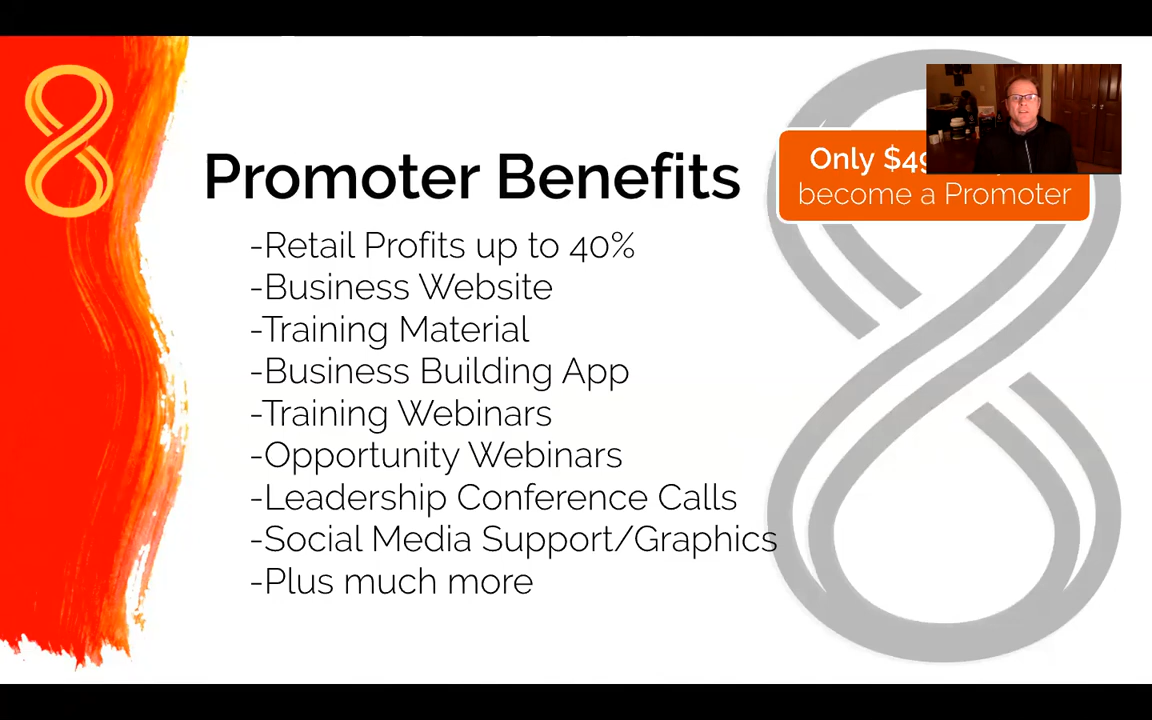 Promoter Benefits
-Retail Profits up to 40%
-Business Website
-Training Material
-Business Building App
-Training Webinars
-Opportunity Webinars
-Leadership Conference Calls
-Social Media Support/Graphics
-Plus much more
Only
become a Promoter